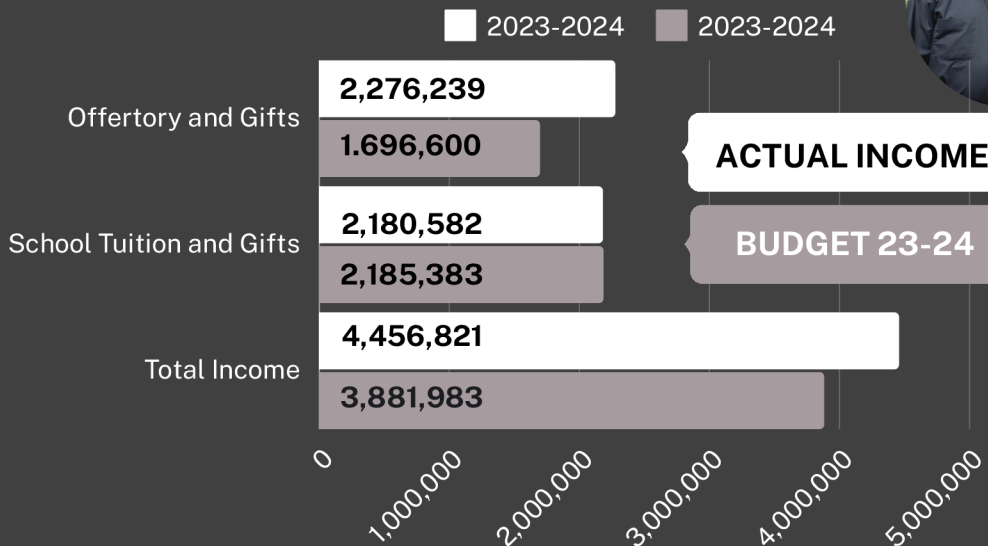 2023-2024 2023-2024
Offertory and Gifts
2,276,239
1.696,600
School Tuition and Gifts
2,180,582
2,185,383
Total Income
4,456,821
3,881,983
ACTUAL INCOME
BUDGET 23-24
0 1,000,000 2,000,000 3,000,000 4,000,000 5,000,000